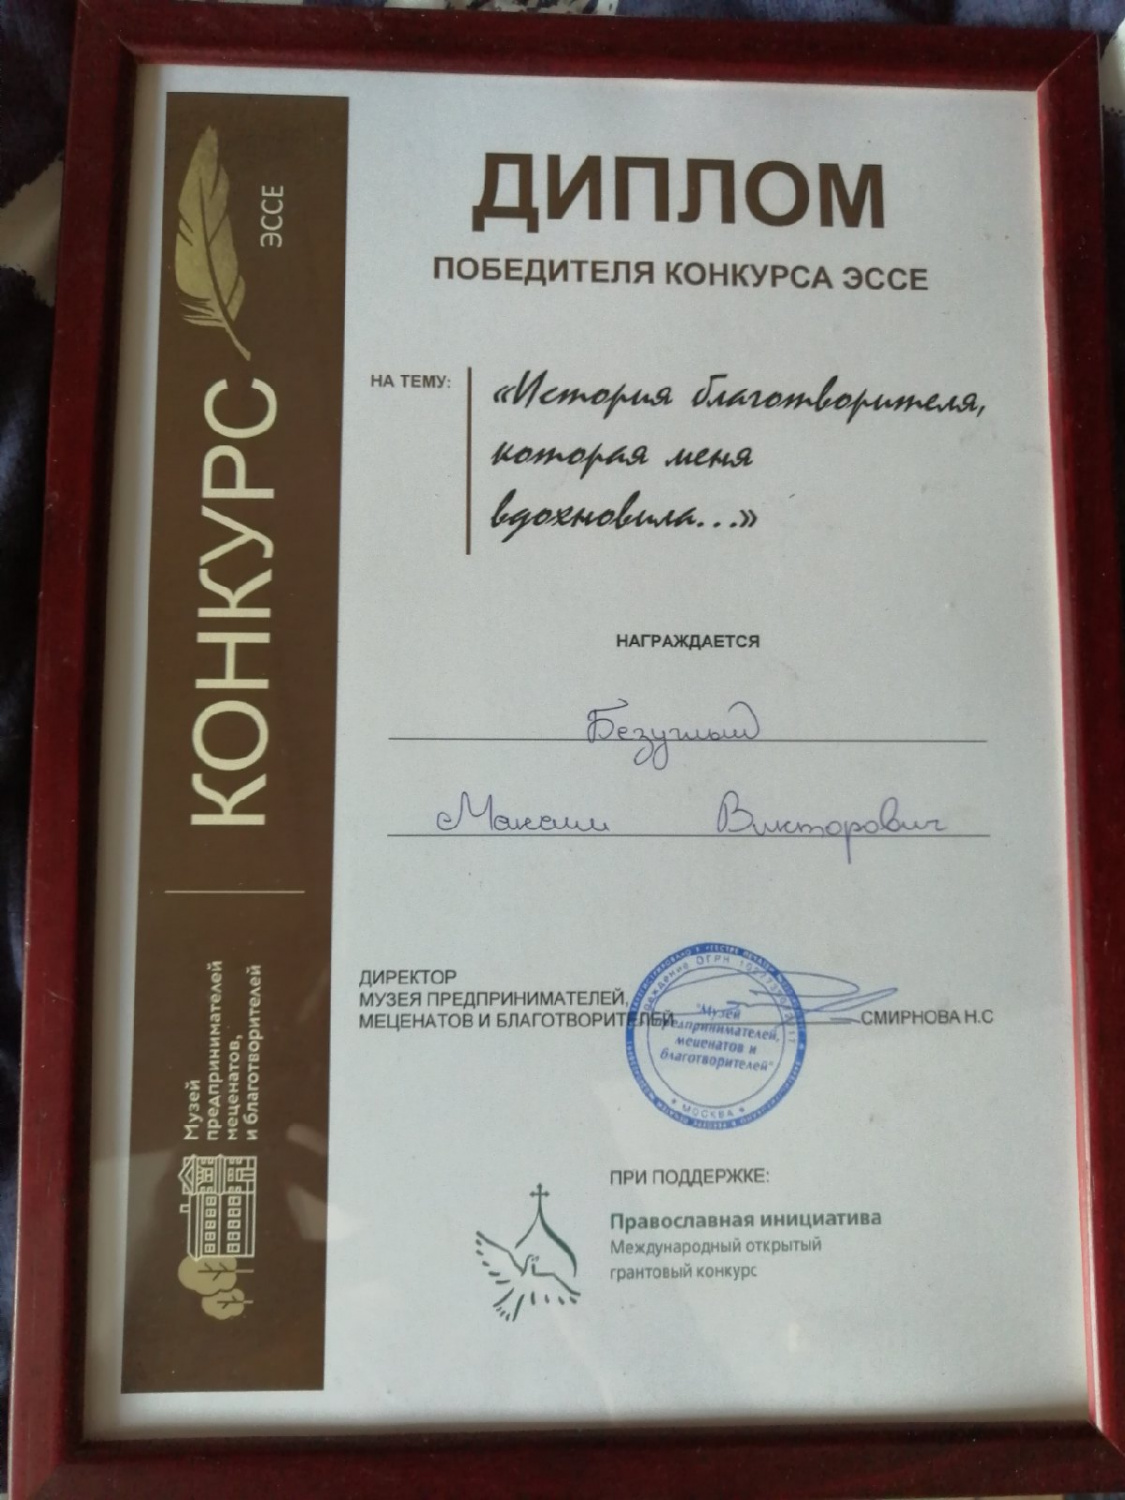 ДИПЛОМ
ПОБЕДИТЕЛЯ КОНКУРСА ЭССЕ
НА ТЕМУ:
«История благотворителя,
которая меня
вдохновила...»
НАГРАЖДАЕТСЯ
Безуглый
Максим Викторович
ДИРЕКТОР
МУЗЕЯ ПРЕДПРИНИМАТЕЛЕЙ,
МЕЦЕНАТОВ И БЛАГОТВОРИТЕЛЕЙ
СМИРНОВА Н.С
"Музей
предпринимателей,
меценатов и
благотворителей"
* МОСКВА *
ПРИ ПОДДЕРЖКЕ:
Православная инициатива
Международный открытый
грантовый конкурс
КОНКУРС
ЭССЕ
Музей
предпринимателей
меценатов,
и благотворителей